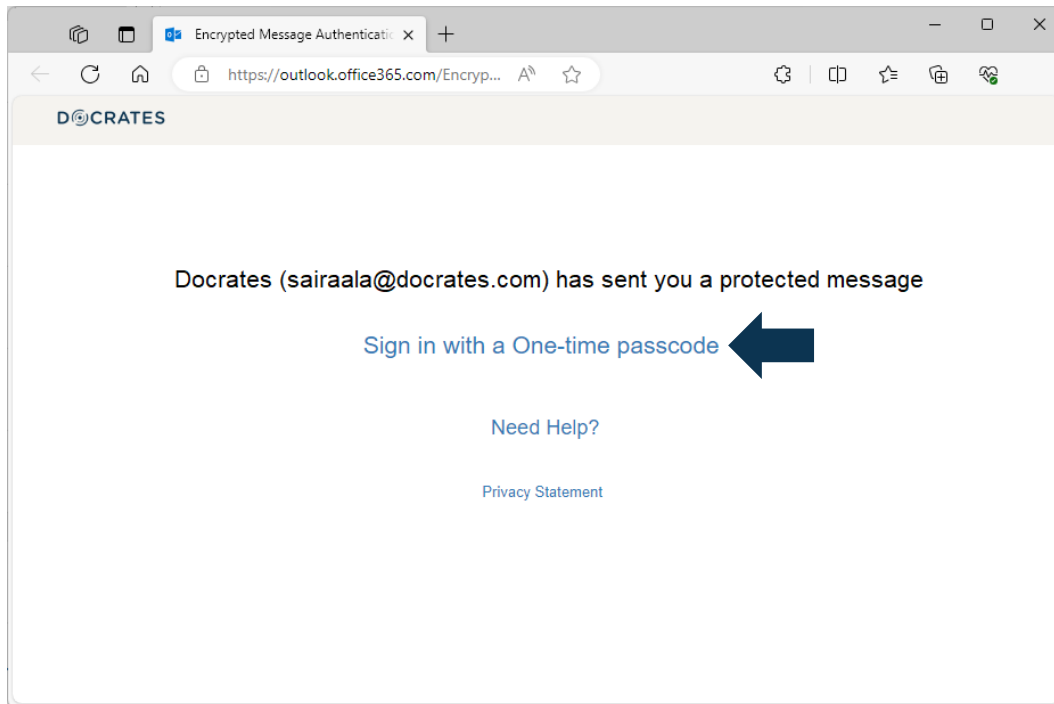 Encrypted Message Authenticatic
https://outlook.office365.com/Encryp...
DOCRATES
Docrates (sairaala@docrates.com) has sent you a protected message
Sign in with a One-time passcode
Need Help?
Privacy Statement